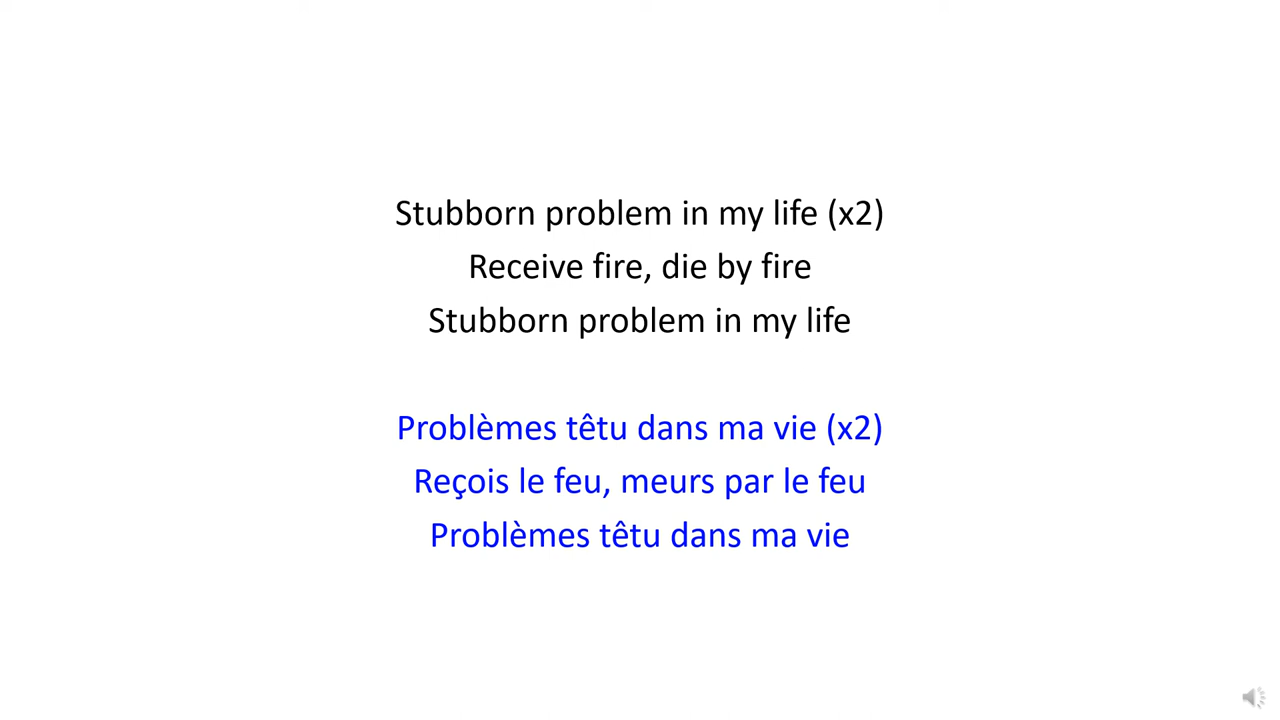 Stubborn problem in my life (x2)
Receive fire, die by fire
Stubborn problem in my life
Problèmes têtu dans ma vie (x2)
Reçois le feu, meurs par le feu
Problèmes têtu dans ma vie